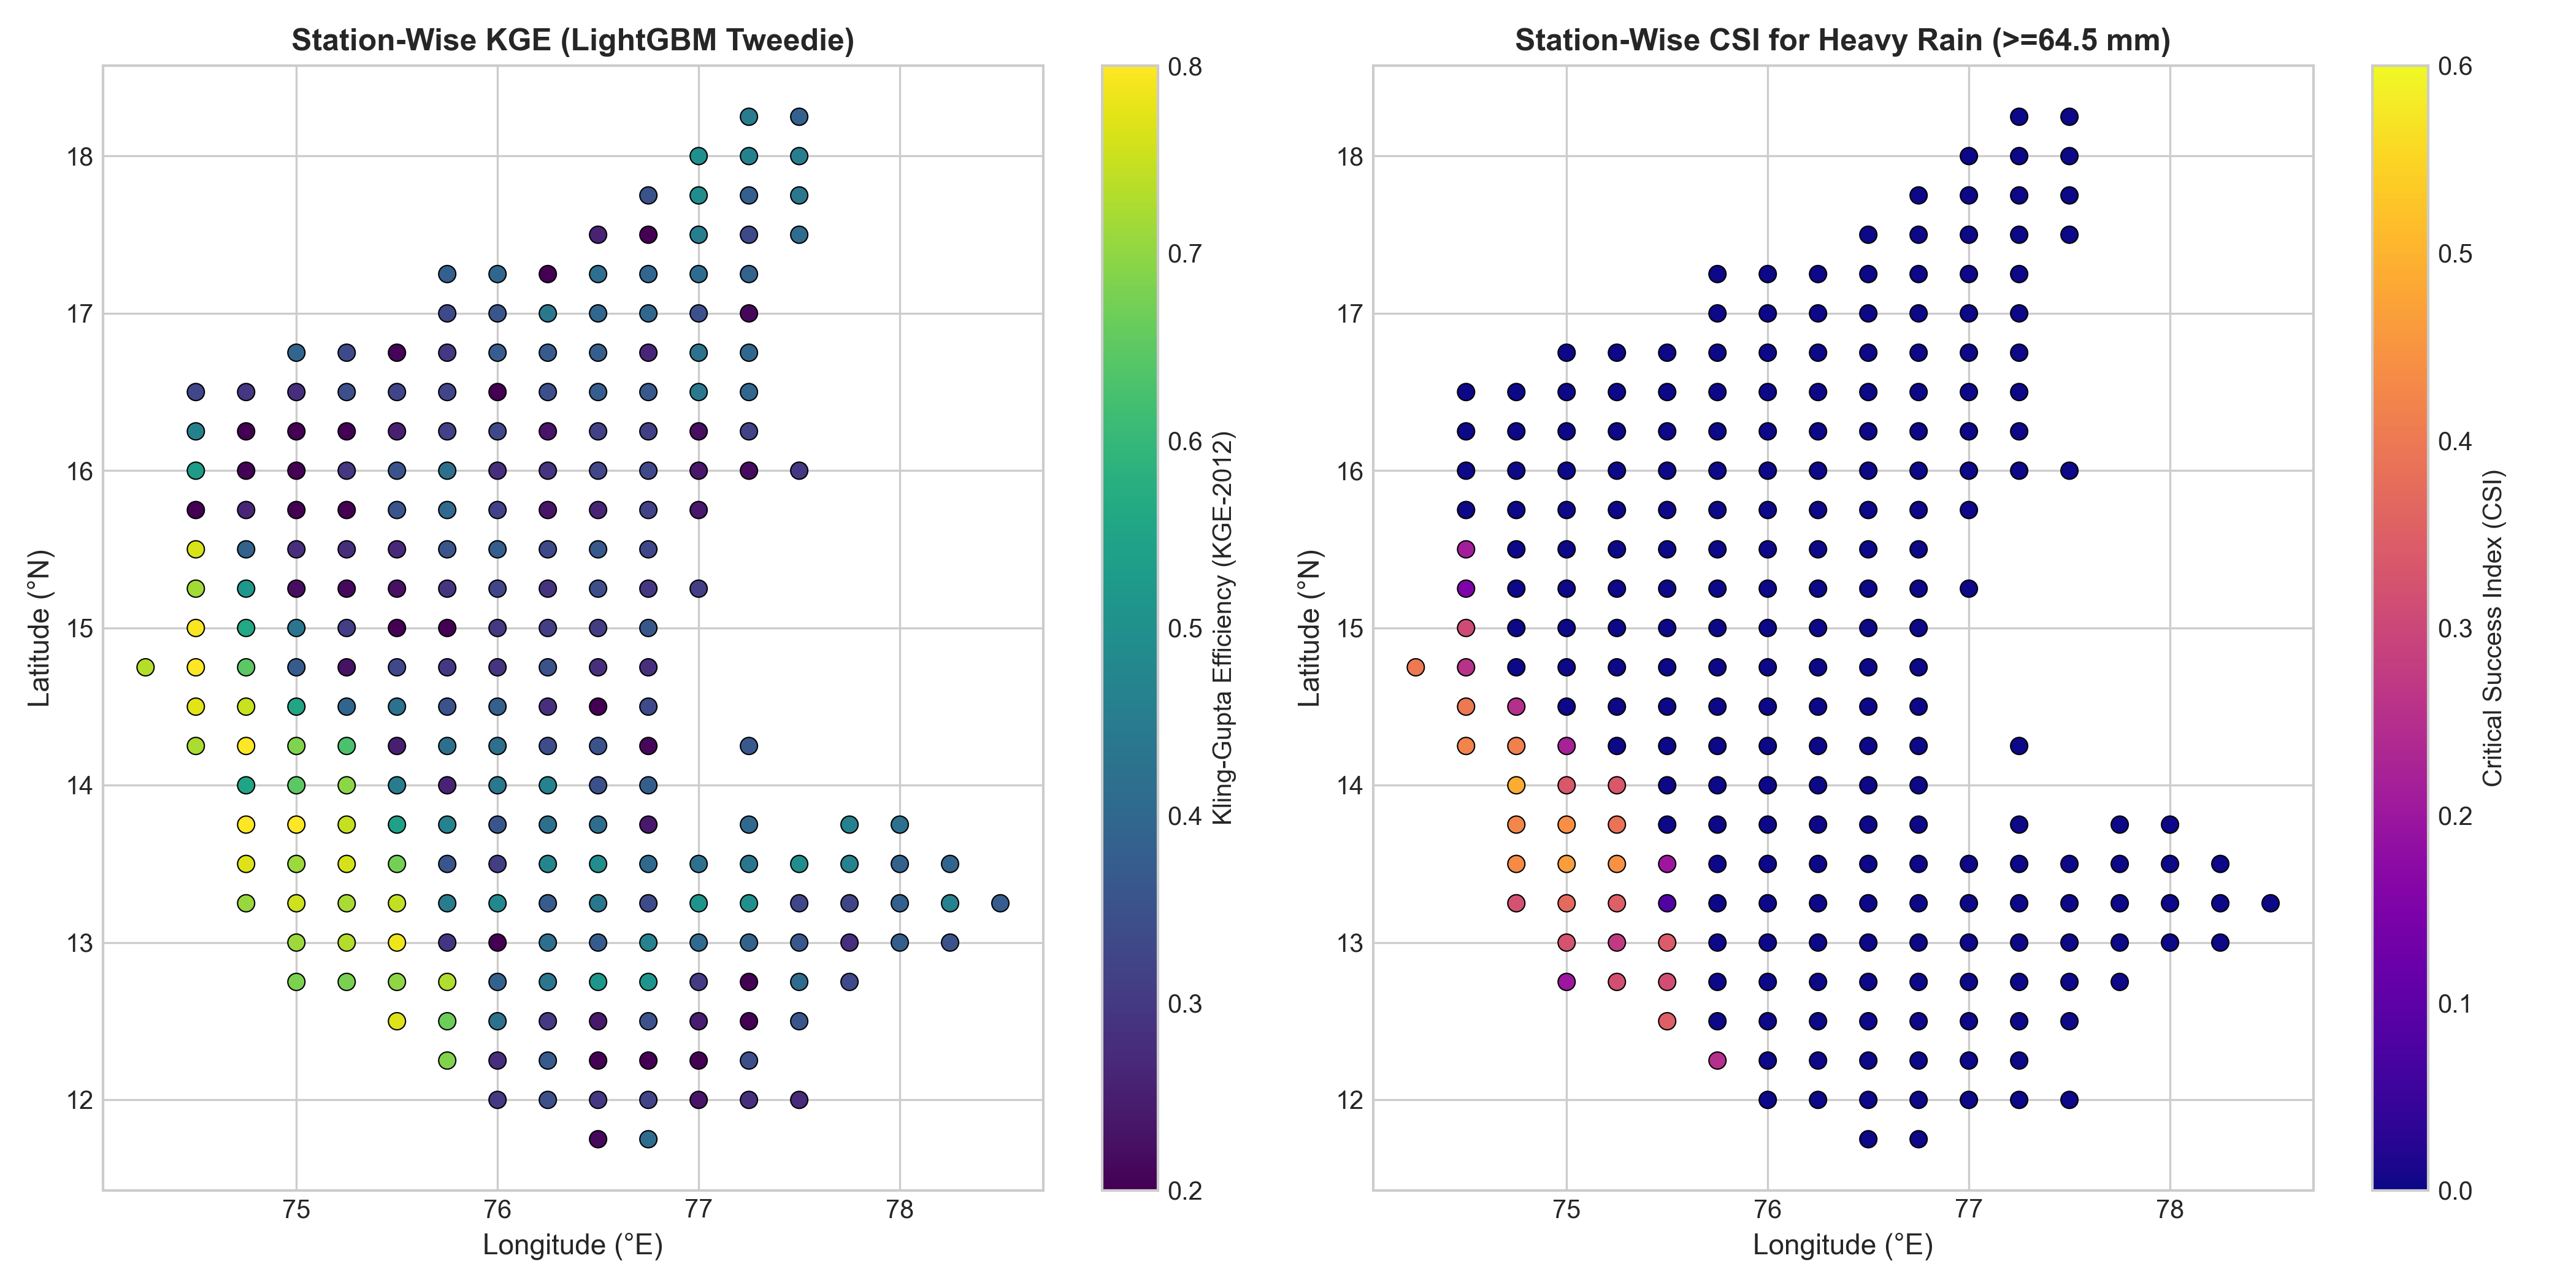 Station-Wise KGE (LightGBM Tweedie)
18
17
16
15
14
13
12
Latitude (°N)
75 76 77 78
Longitude (°E)
0.8
0.7
0.6
0.5
0.4
0.3
0.2
Kling-Gupta Efficiency (KGE-2012)
Station-Wise CSI for Heavy Rain (>=64.5 mm)
18
17
16
15
14
13
12
Latitude (°N)
75 76 77 78
Longitude (°E)
0.6
0.5
0.4
0.3
0.2
0.1
0.0
Critical Success Index (CSI)